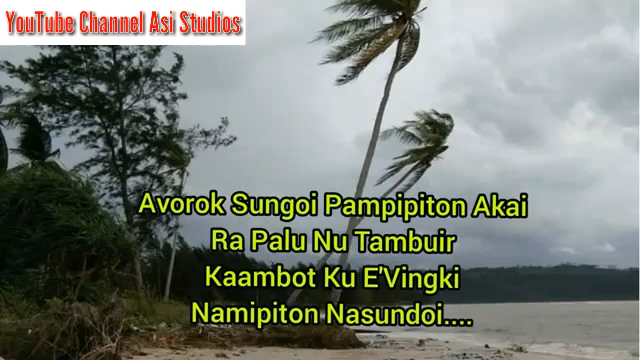 YouTube Channel Asi Studios
Avorok Sungoi Pampipiton Akai
Ra Palu Nu Tambuir
Kaambot Ku E'Vingki
Namipiton Nasundoi....